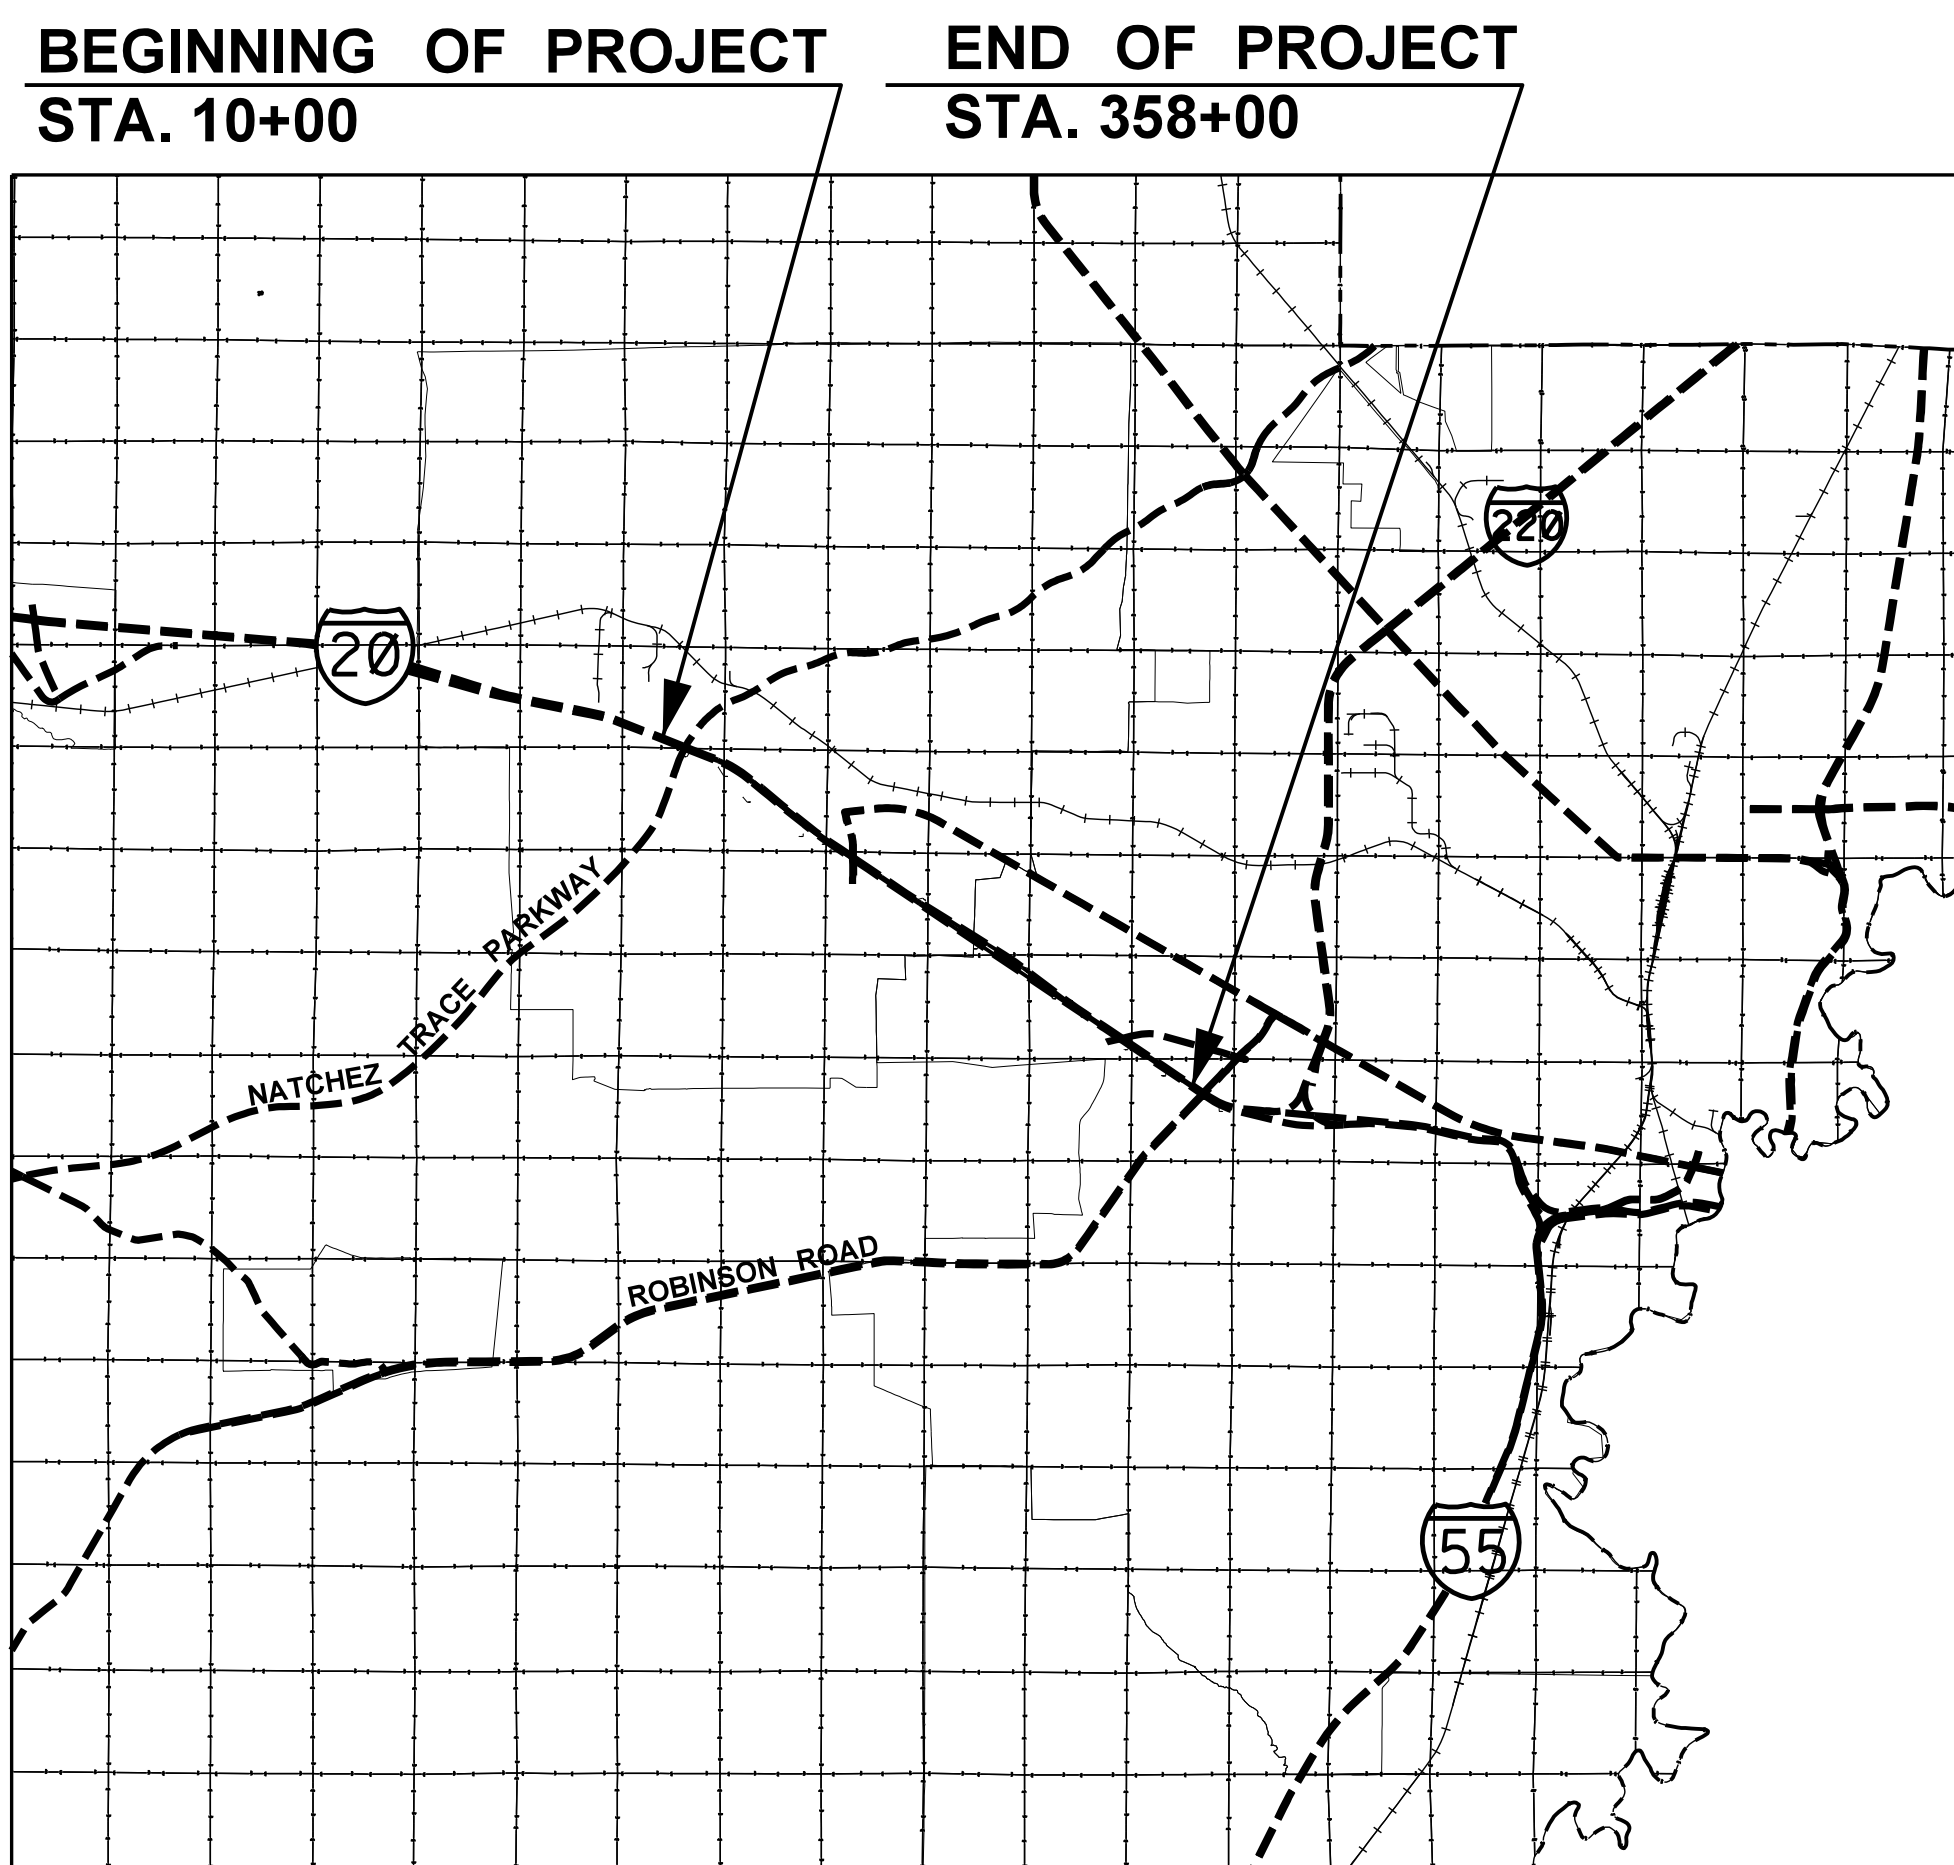 BEGINNING OF PROJECT
STA. 10+00
END OF PROJECT
STA. 358+00
220
20
NATCHEZ TRACE PARKWAY
ROBINSON ROAD
55